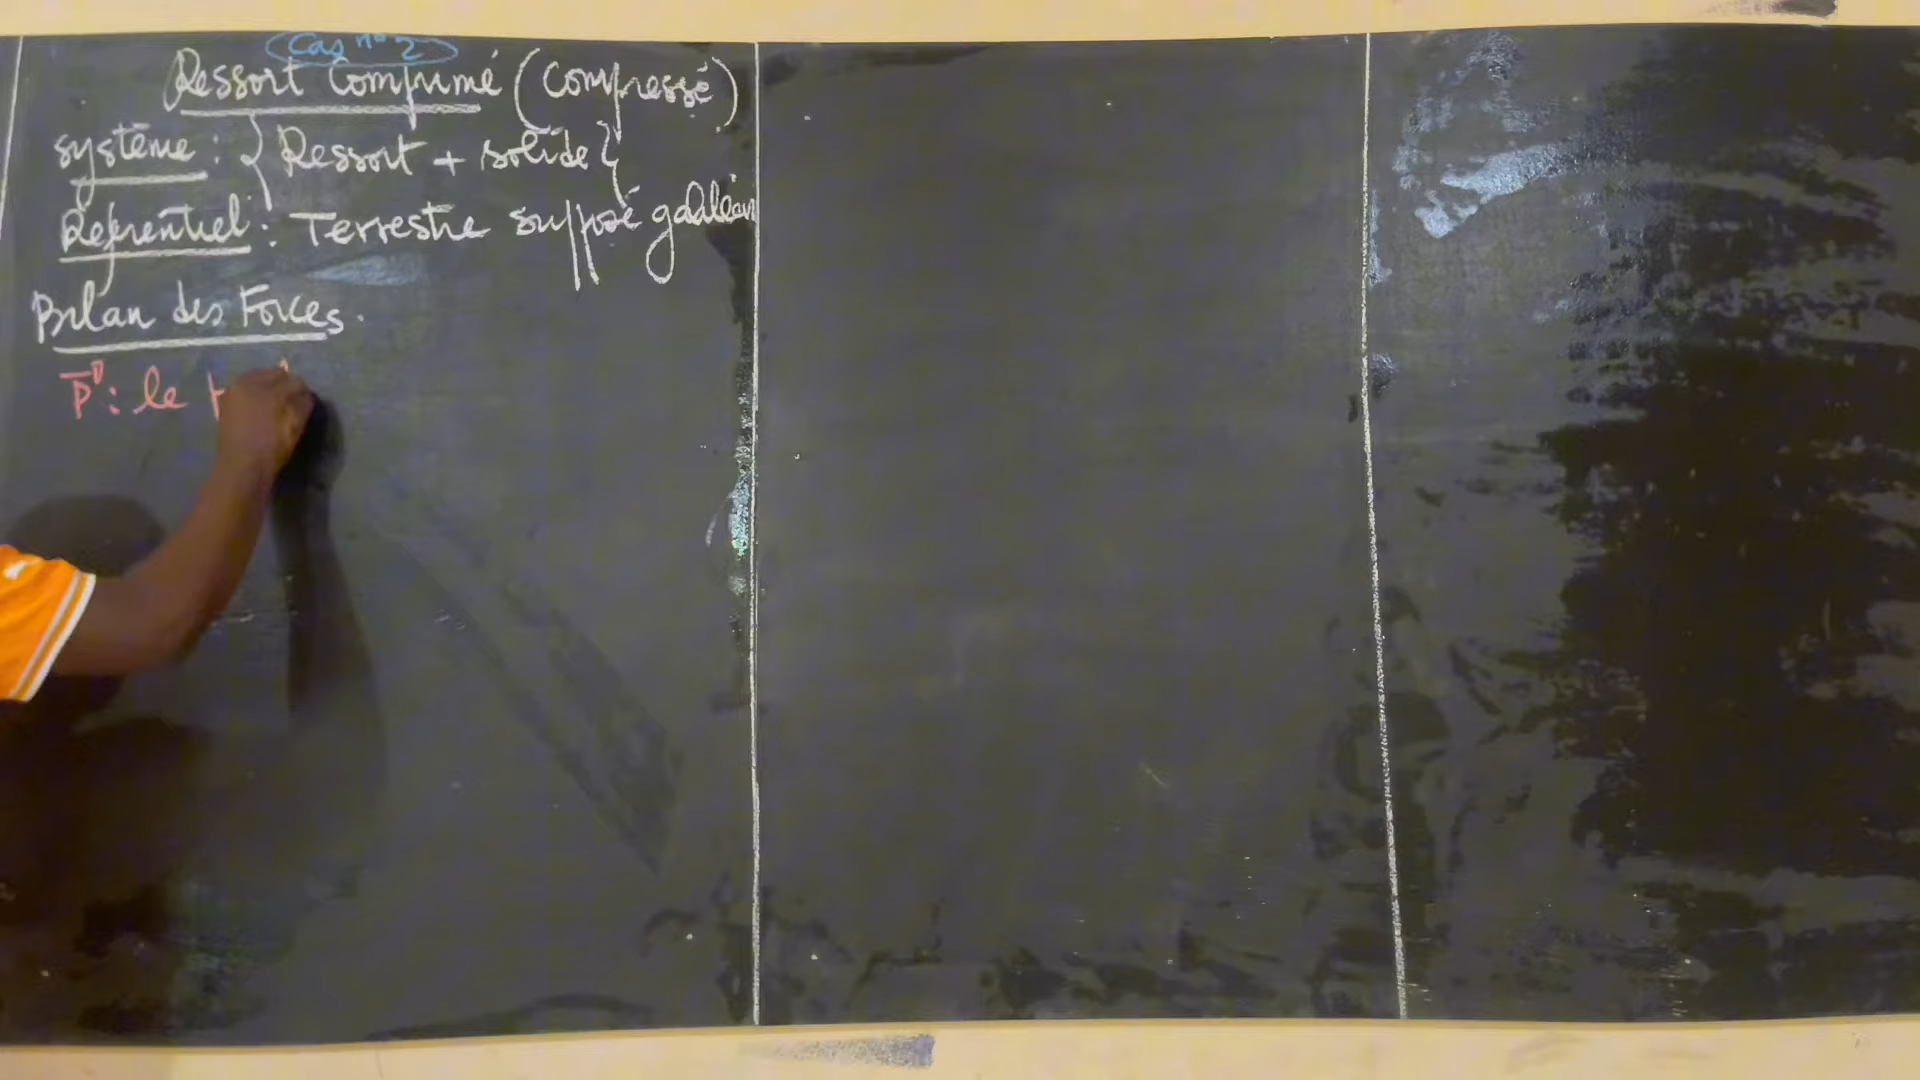 Cas n° 2
Ressort Comprimé (Compressé)
système : { Ressort + solide }
Référentiel : Terrestre supposé galiléen
Bilan des Forces.
P : le